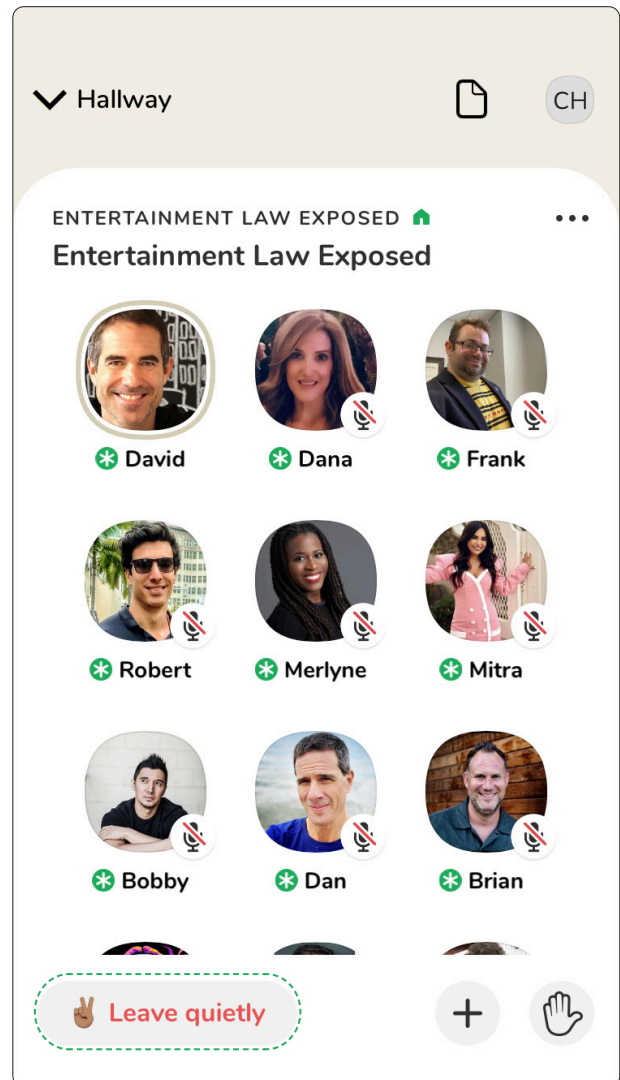 Hallway
CH
ENTERTAINMENT LAW EXPOSED
Entertainment Law Exposed
David
Dana
Frank
Robert
Merlyne
Mitra
Bobby
Dan
Brian
Leave quietly